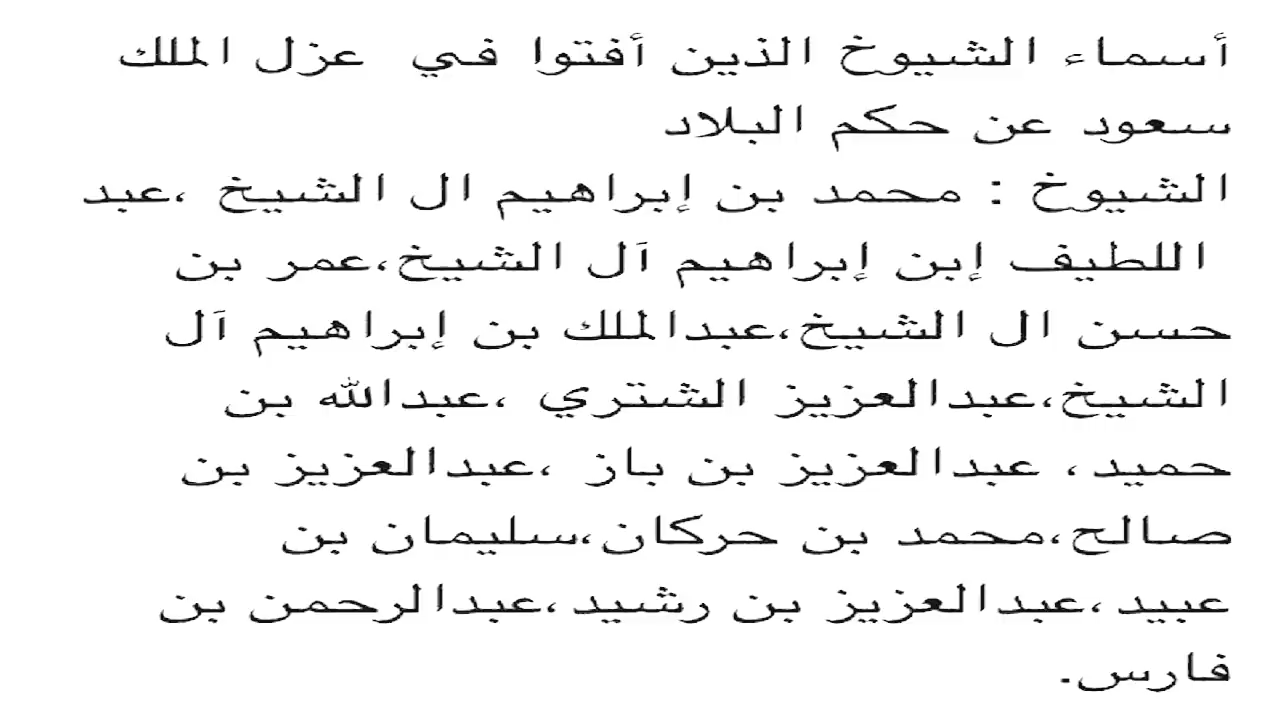 أسماء الشيوخ الذين أفتوا في عزل الملك
سعود عن حكم البلاد
الشيوخ : محمد بن إبراهيم ال الشيخ ،عبد
اللطيف إبن إبراهيم آل الشيخ،عمر بن
حسن ال الشيخ،عبدالملك بن إبراهيم آل
الشيخ،عبدالعزيز الشتري ،عبدالله بن
حميد، عبدالعزيز بن باز ،عبدالعزيز بن
صالح،محمد بن حركان،سليمان بن
عبيد،عبدالعزيز بن رشيد،عبدالرحمن بن
فارس.